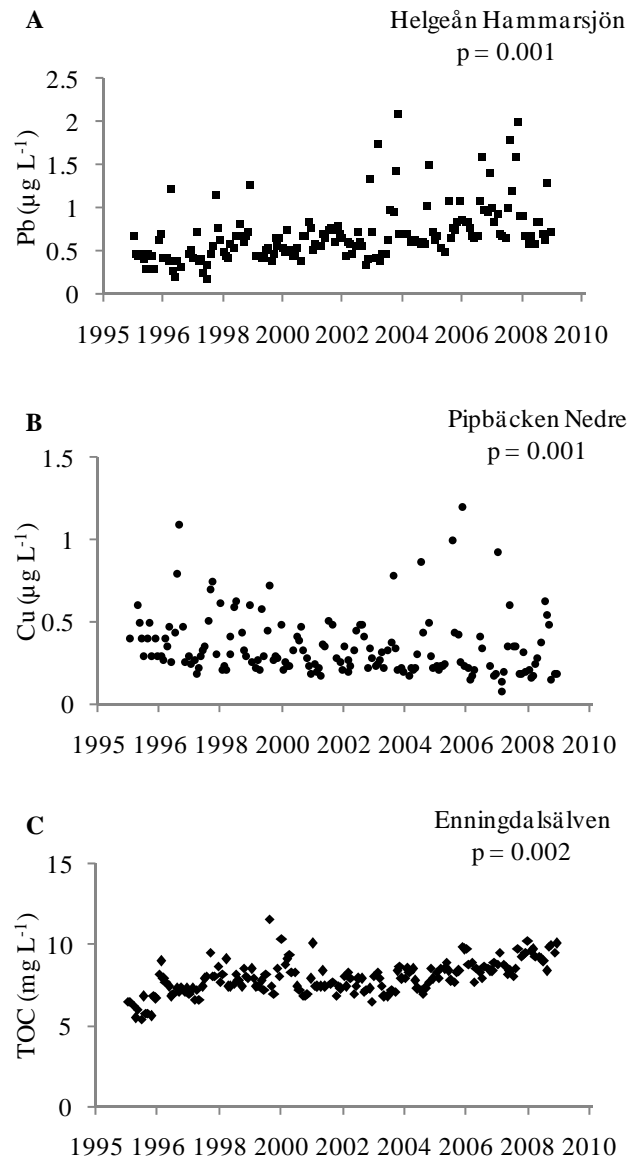 A
Helgeån Hammarsjön
p = 0.001
2.5
2
1.5
1
0.5
0
Pb (µg L-1)
1995 1996 1998 2000 2002 2004 2006 2008 2010
B
Pipbäcken Nedre
p = 0.001
1.5
1
0.5
0
Cu (µg L-1)
1995 1996 1998 2000 2002 2004 2006 2008 2010
C
Enningdalsälven
p = 0.002
15
10
5
0
TOC (mg L-1)
1995 1996 1998 2000 2002 2004 2006 2008 2010